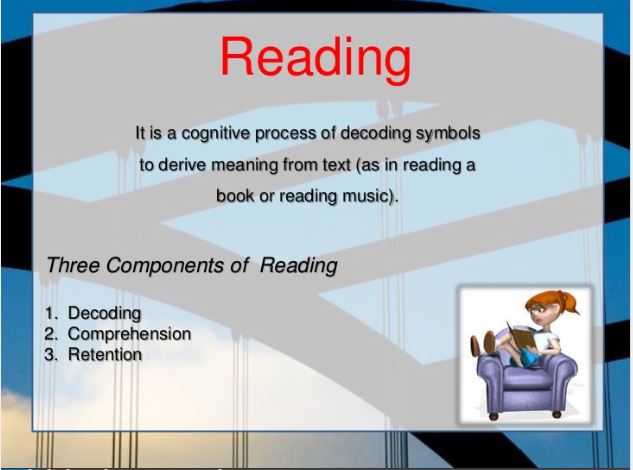 Reading
It is a cognitive process of decoding symbols
to derive meaning from text (as in reading a
book or reading music).
Three Components of Reading
1. Decoding
2. Comprehension
3. Retention